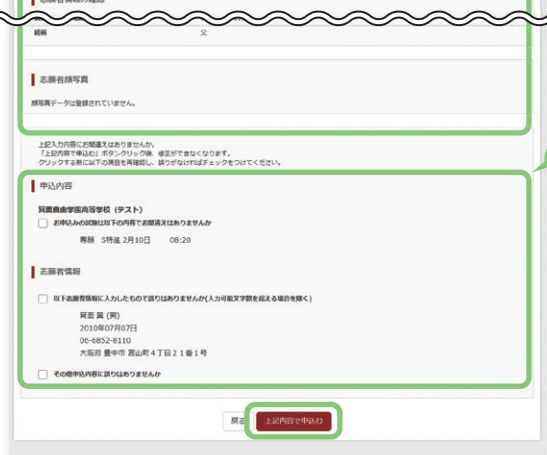 続柄 父
志願者顔写真
顔写真データは登録されていません。
上記入力内容にお間違えはありませんか。
「上記内容で申込む」ボタンクリック後、修正ができなくなります。
クリックする前に以下の項目を再確認し、誤りがなければチェックをつけてください。
申込内容
箕面自由学園高等学校（テスト）
お申込みの試験は以下の内容でお間違えはありませんか
専願 S特進 2月10日 08:20
志願者情報
以下志願者情報に入力したもので誤りはありませんか(入力可能文字数を超える場合を除く)
箕面 翼 (男)
2010年07月07日
06-6852-8110
大阪府 豊中市 宮山町４丁目２１番１号
その他申込内容に誤りはありませんか
戻る 上記内容で申込む